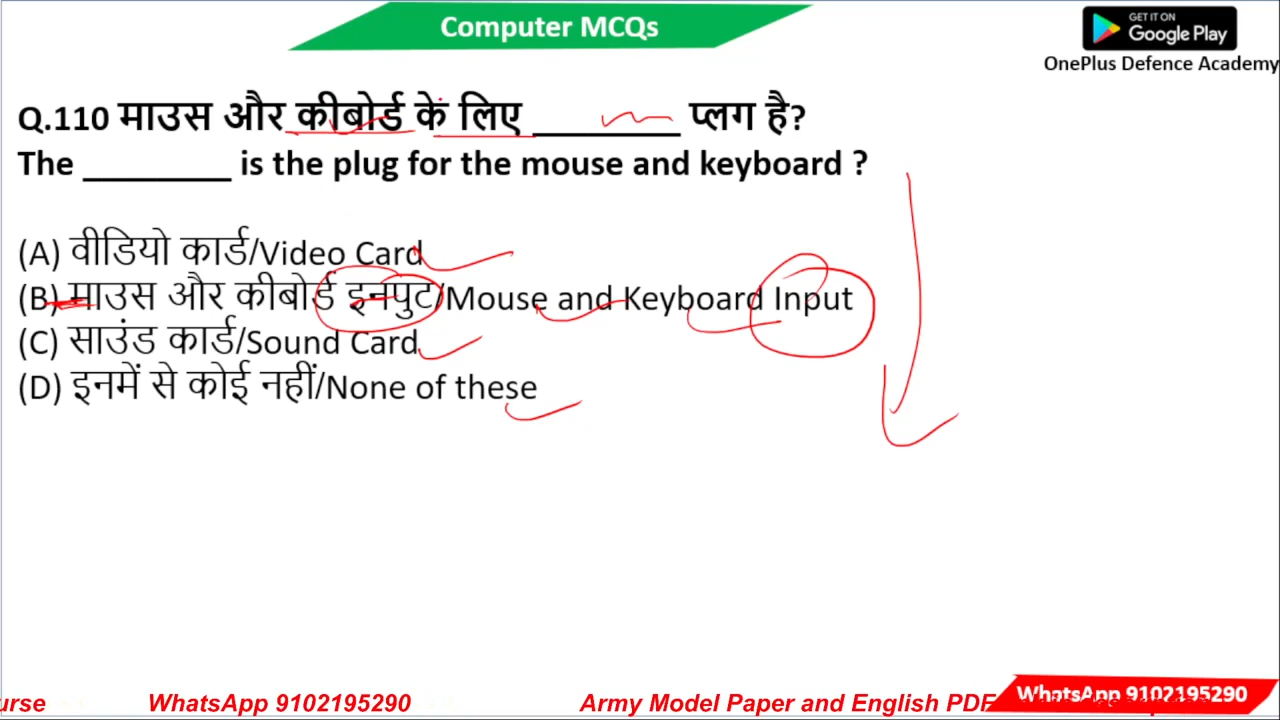 Computer MCQs
GET IT ON
Google Play
OnePlus Defence Academy
Q.110 माउस और कीबोर्ड के लिए _________ प्लग है?
The _________ is the plug for the mouse and keyboard ?
(A) वीडियो कार्ड/Video Card
(B) माउस और कीबोर्ड इनपुट/Mouse and Keyboard Input
(C) साउंड कार्ड/Sound Card
(D) इनमें से कोई नहीं/None of these
WhatsApp 9102195290
urse WhatsApp 9102195290 Army Model Paper and English PDF